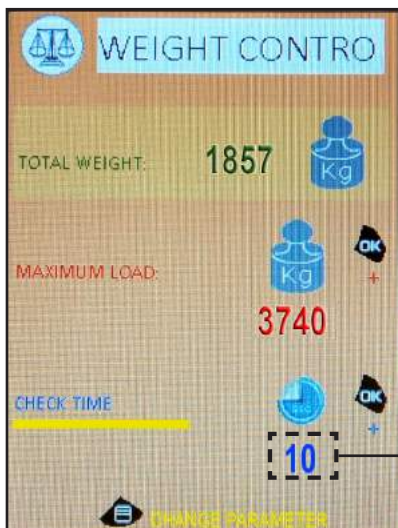 WEIGHT CONTRO
TOTAL WEIGHT: 1857
Kg
OK
Kg
+
MAXIMUM LOAD:
3740
OK
CHECK TIME
+
10
CHANGE PARAMETER